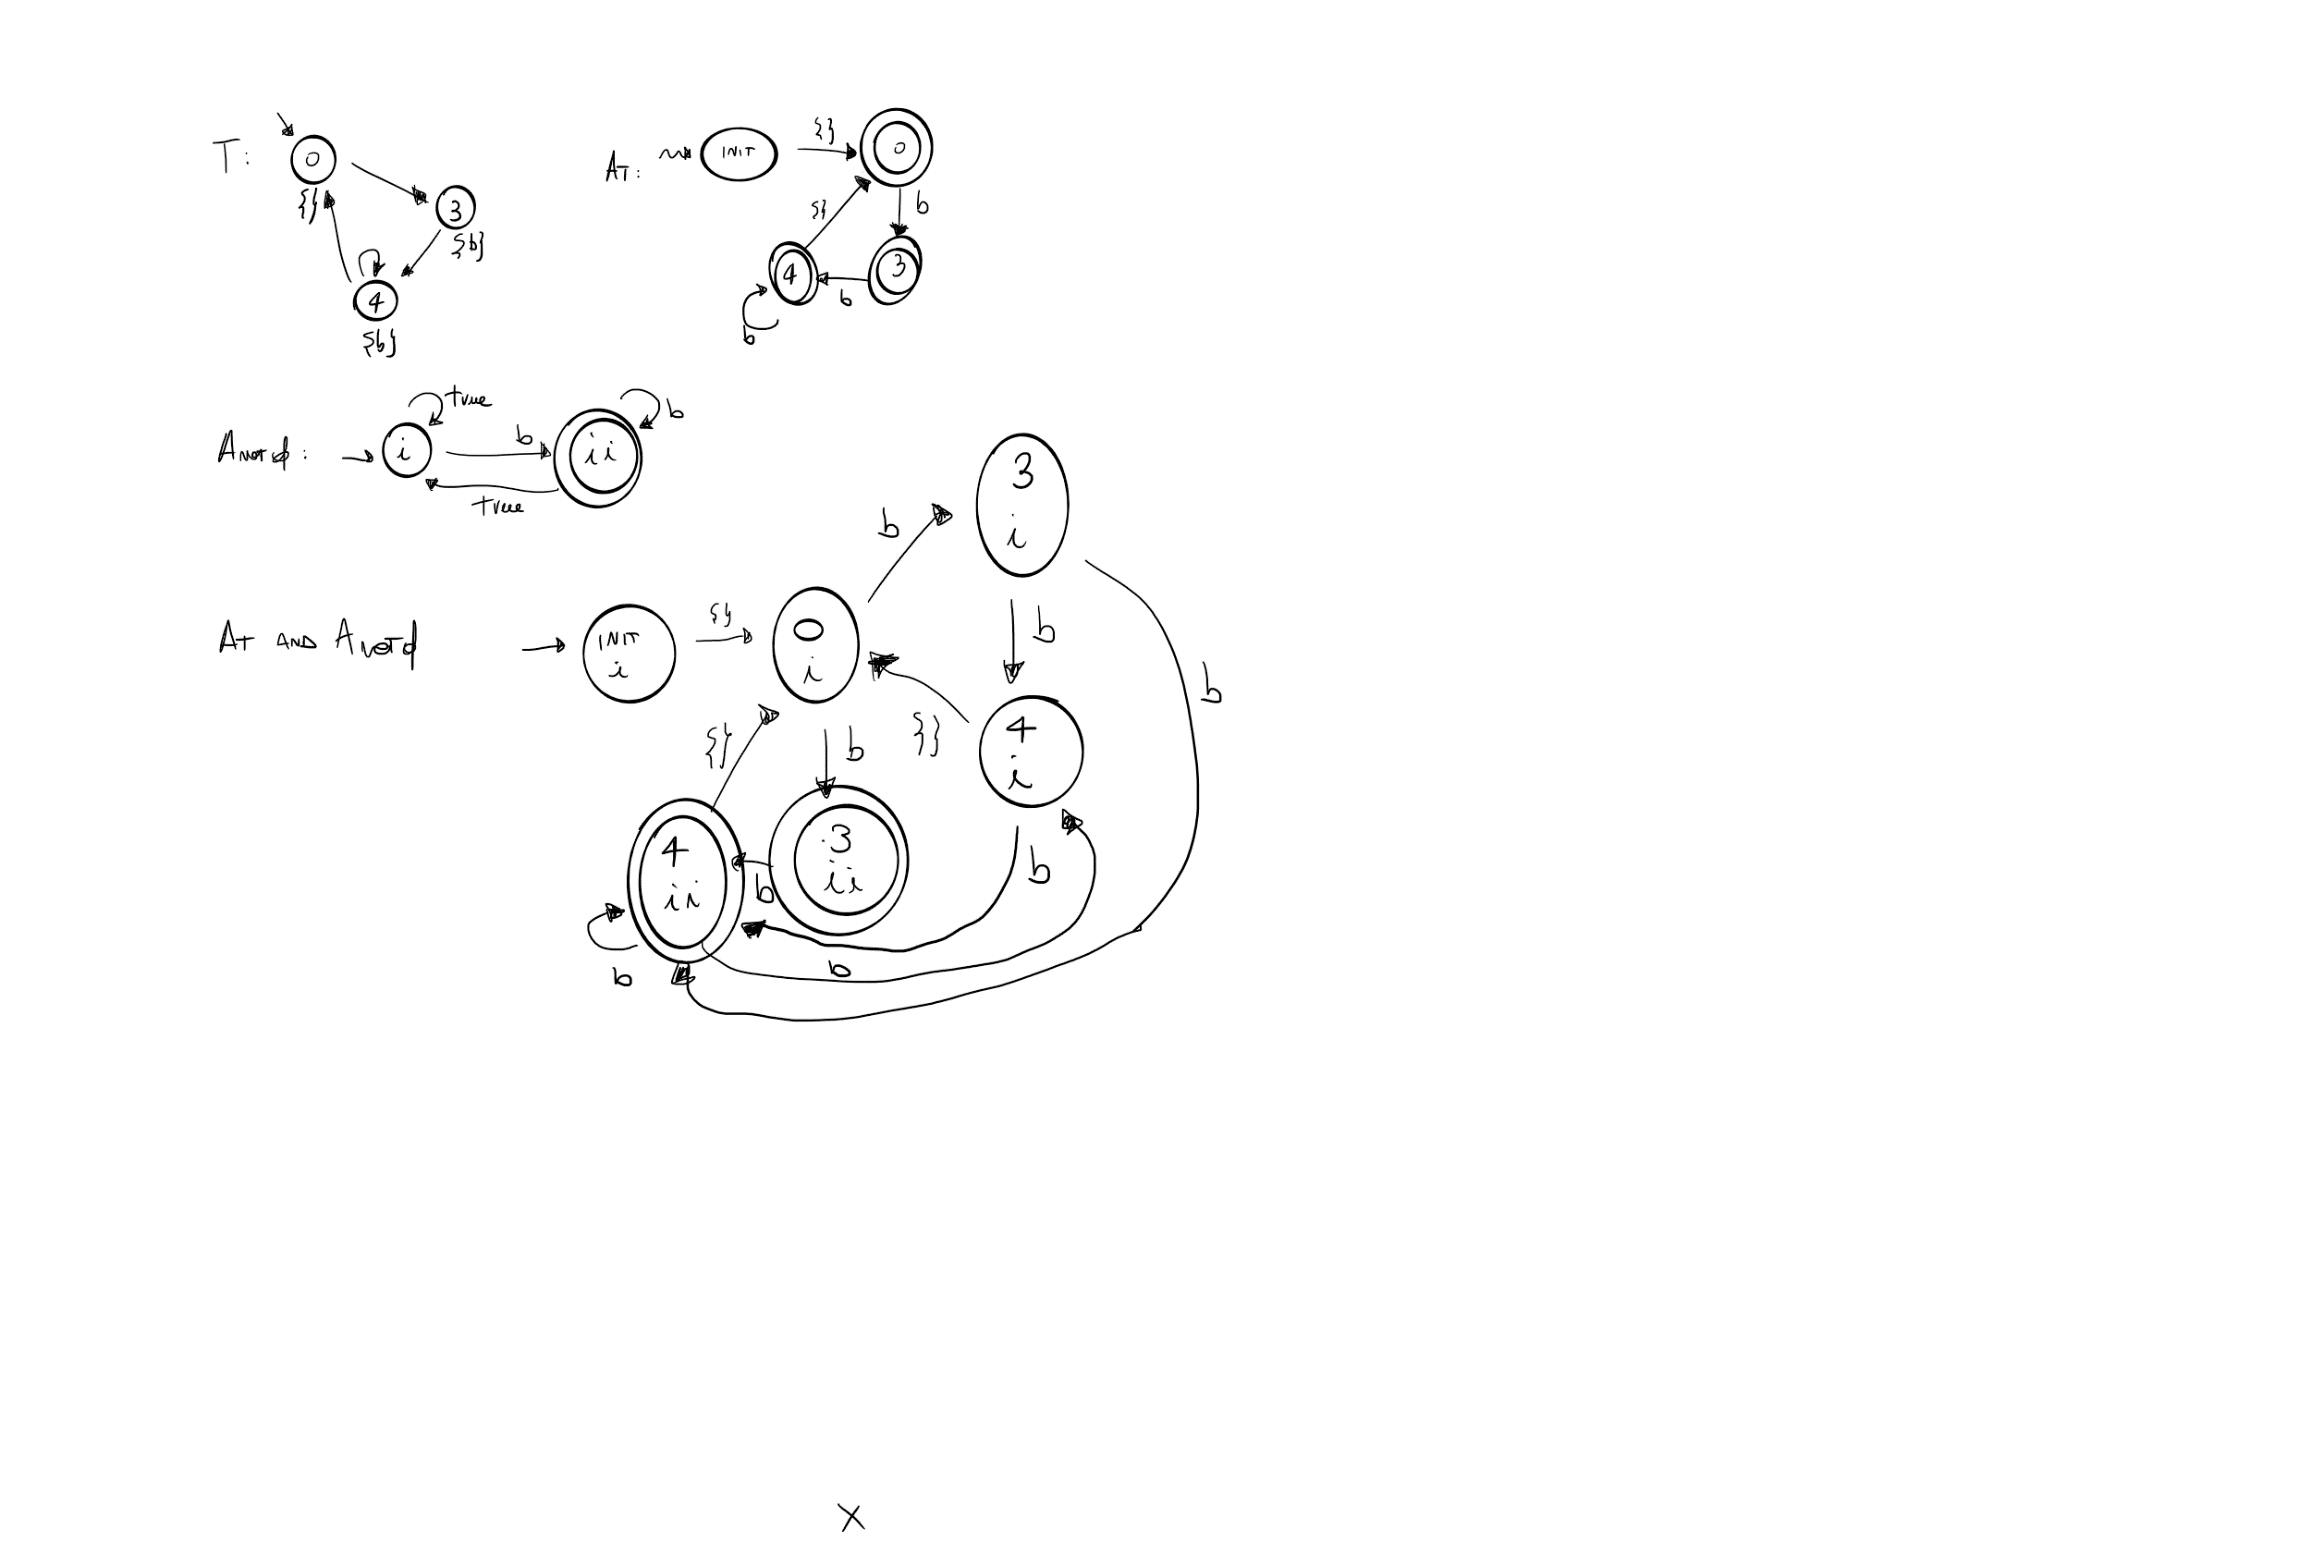 T:
0
{}
3
{b}
4
{b}
AT:
INIT
{}
0
b
{}
4
3
b
b
ANOTϕ:
i
true
b
ii
b
true
3
i
b
b
AT AND ANOTϕ
INIT
i
{}
0
i
b
{}
b
{}
4
i
3
ii
4
ii
b
b
b
b
X